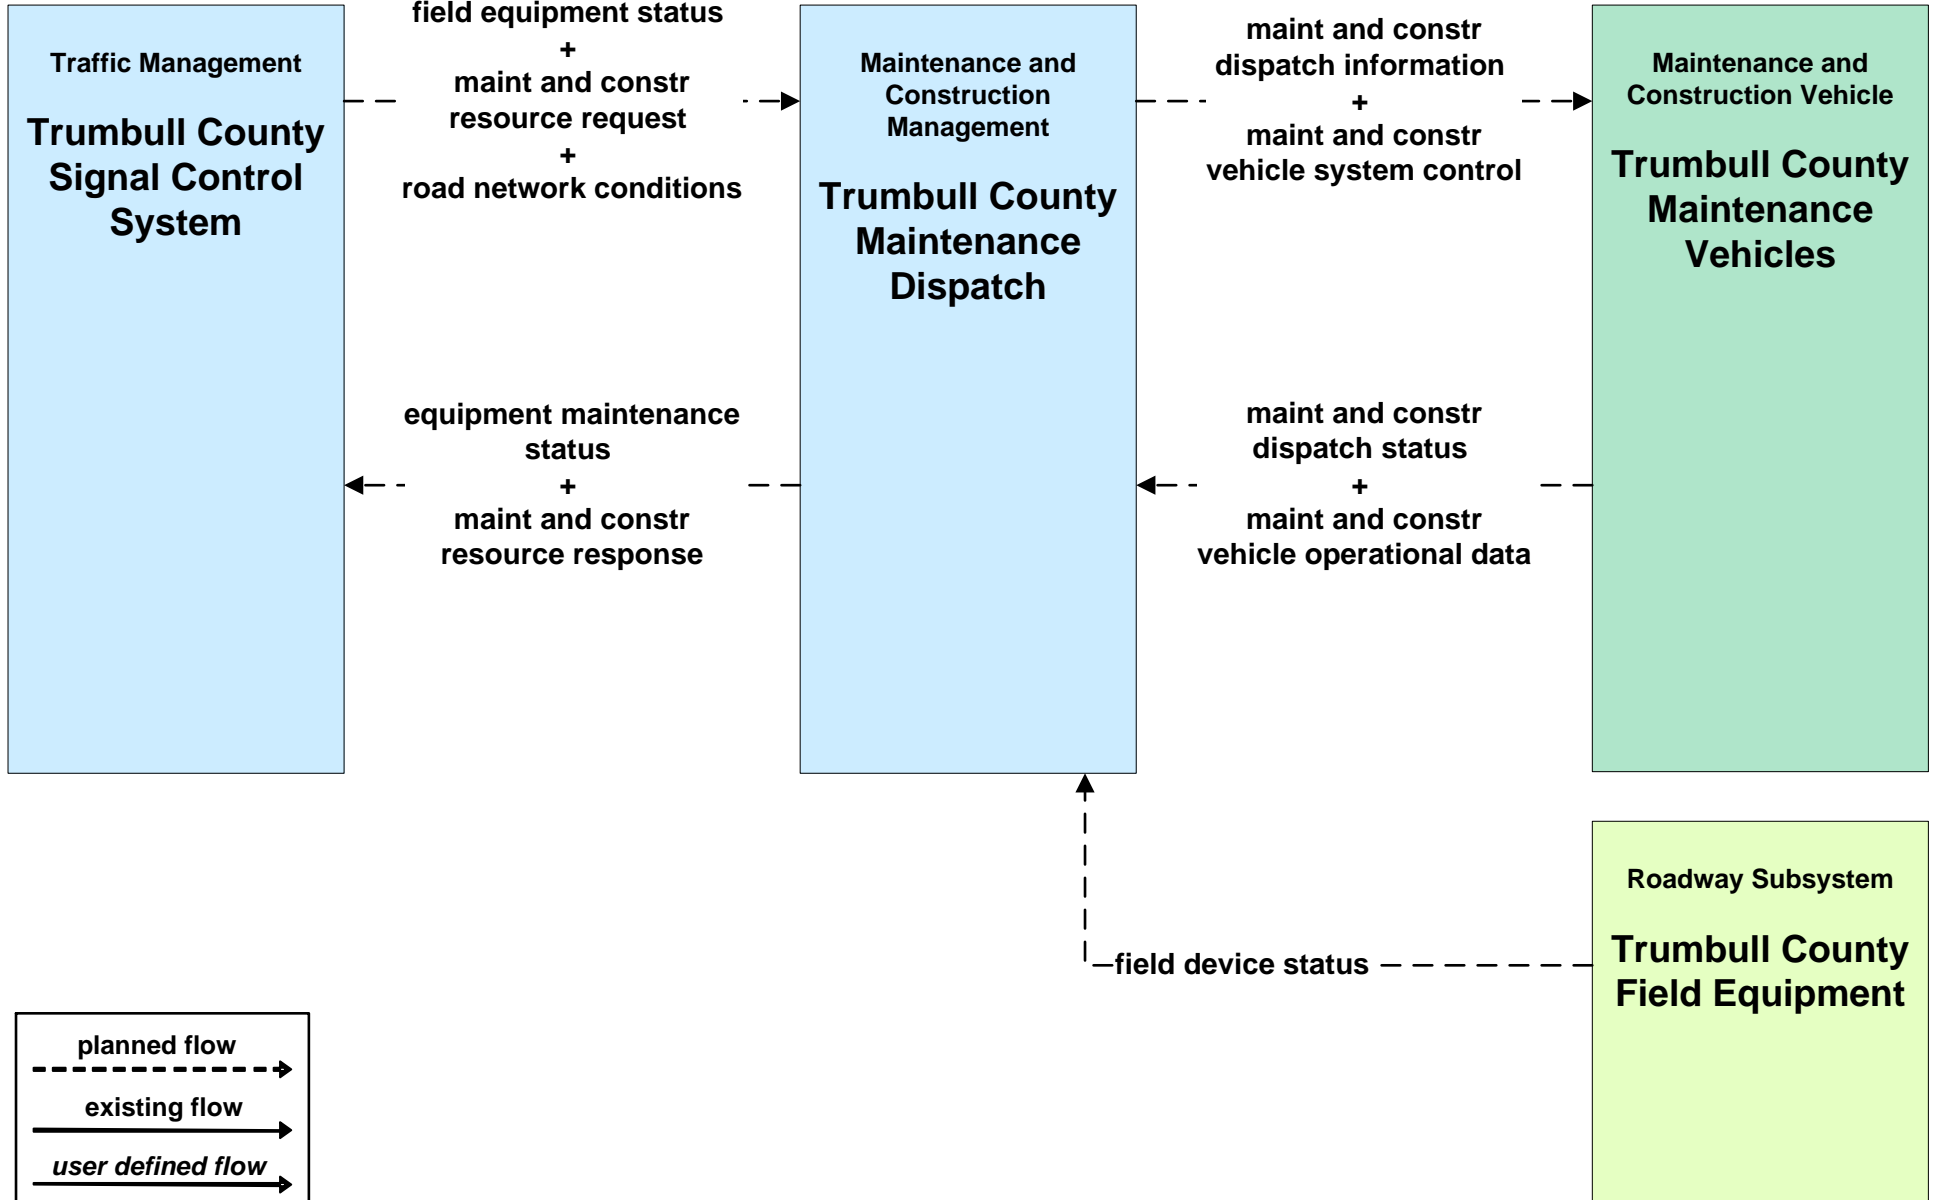 Traffic Management
Trumbull County
Signal Control
System
field equipment status
+
maint and constr
resource request
+
road network conditions
equipment maintenance
status
+
maint and constr
resource response
Maintenance and
Construction
Management
Trumbull County
Maintenance
Dispatch
maint and constr
dispatch information
+
maint and constr
vehicle system control
maint and constr
dispatch status
+
maint and constr
vehicle operational data
Maintenance and
Construction Vehicle
Trumbull County
Maintenance
Vehicles
field device status
Roadway Subsystem
Trumbull County
Field Equipment
planned flow
existing flow
user defined flow